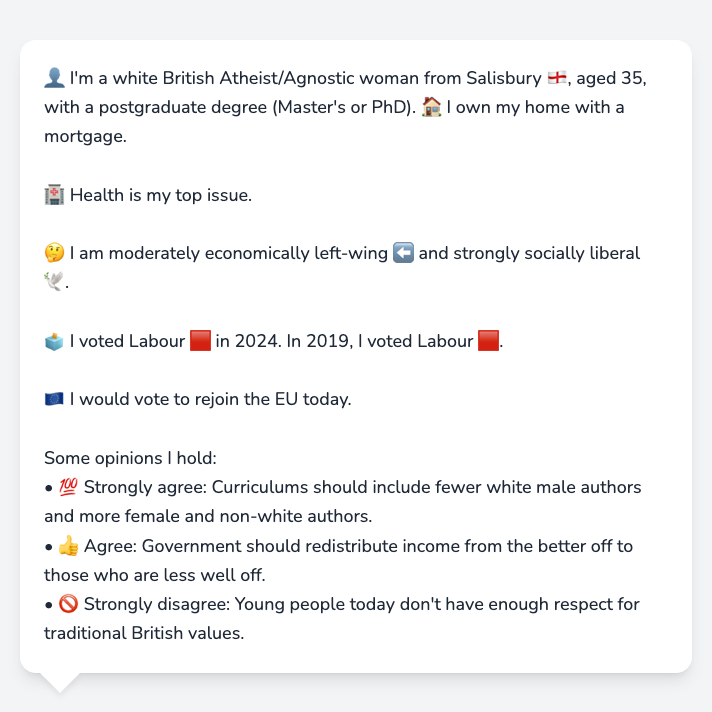 👤 I'm a white British Atheist/Agnostic woman from Salisbury 🏴󠁧󠁢󠁥󠁮󠁧󠁿, aged 35,
with a postgraduate degree (Master's or PhD). 🏠 I own my home with a
mortgage.
🏥 Health is my top issue.
🤔 I am moderately economically left-wing ⬅️ and strongly socially liberal
🕊️.
🗳️ I voted Labour 🟥 in 2024. In 2019, I voted Labour 🟥.
🇪🇺 I would vote to rejoin the EU today.
Some opinions I hold:
• 💯 Strongly agree: Curriculums should include fewer white male authors
and more female and non-white authors.
• 👍 Agree: Government should redistribute income from the better off to
those who are less well off.
• 🚫 Strongly disagree: Young people today don't have enough respect for
traditional British values.